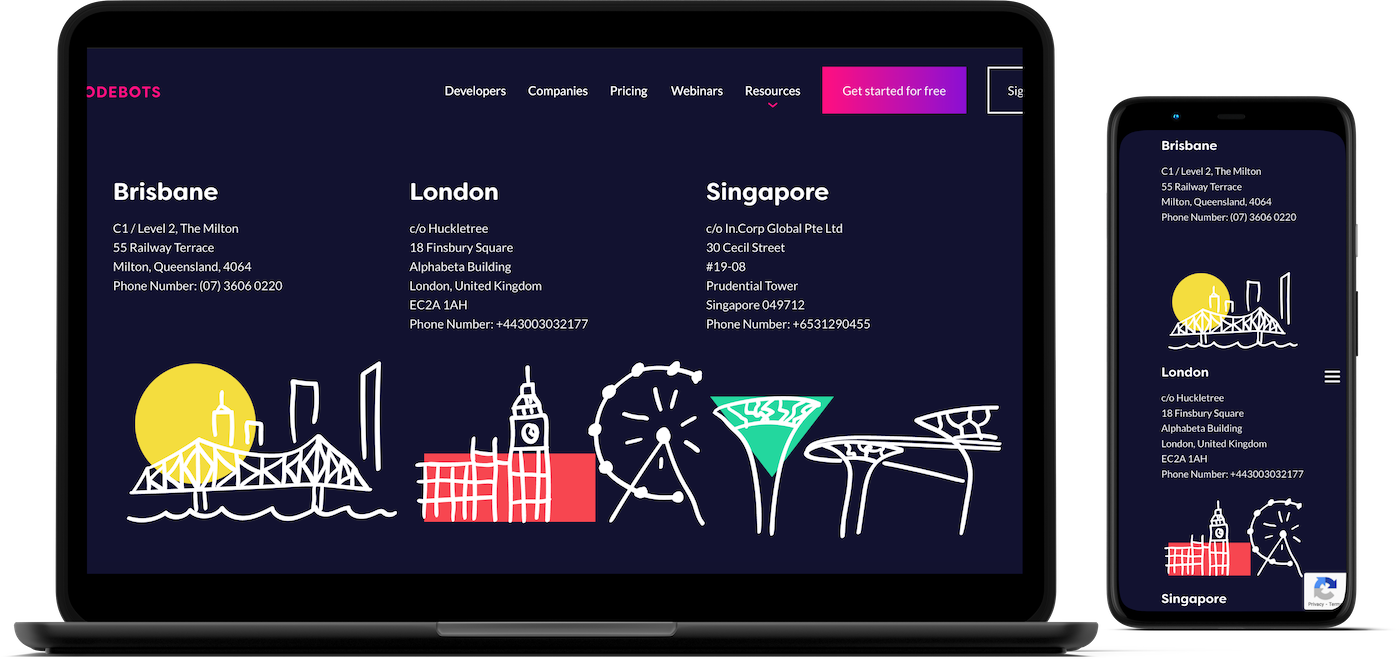 ODEBOTS
Developers Companies Pricing Webinars Resources Get started for free Sig
Brisbane
C1 / Level 2, The Milton
55 Railway Terrace
Milton, Queensland, 4064
Phone Number: (07) 3606 0220
London
c/o Huckletree
18 Finsbury Square
Alphabeta Building
London, United Kingdom
EC2A 1AH
Phone Number: +443003032177
Singapore
c/o In.Corp Global Pte Ltd
30 Cecil Street
#19-08
Prudential Tower
Singapore 049712
Phone Number: +6531290455
Brisbane
C1 / Level 2, The Milton
55 Railway Terrace
Milton, Queensland, 4064
Phone Number: (07) 3606 0220
London
c/o Huckletree
18 Finsbury Square
Alphabeta Building
London, United Kingdom
EC2A 1AH
Phone Number: +443003032177
Singapore
Privacy - Term